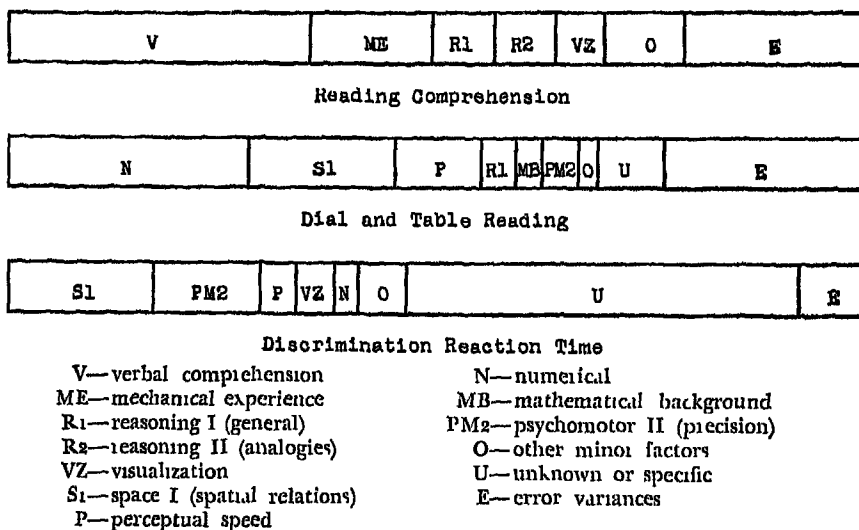 V ME R1 R2 VZ O E
Reading Comprehension
N S1 P R1 MB PM2 O U E
Dial and Table Reading
S1 PM2 P VZ N O U E
Discrimination Reaction Time
V—verbal comprehension
ME—mechanical experience
R1—reasoning I (general)
R2—reasoning II (analogies)
VZ—visualization
S1—space I (spatial relations)
P—perceptual speed
N—numerical
MB—mathematical background
PM2—psychomotor II (precision)
O—other minor factors
U—unknown or specific
E—error variances